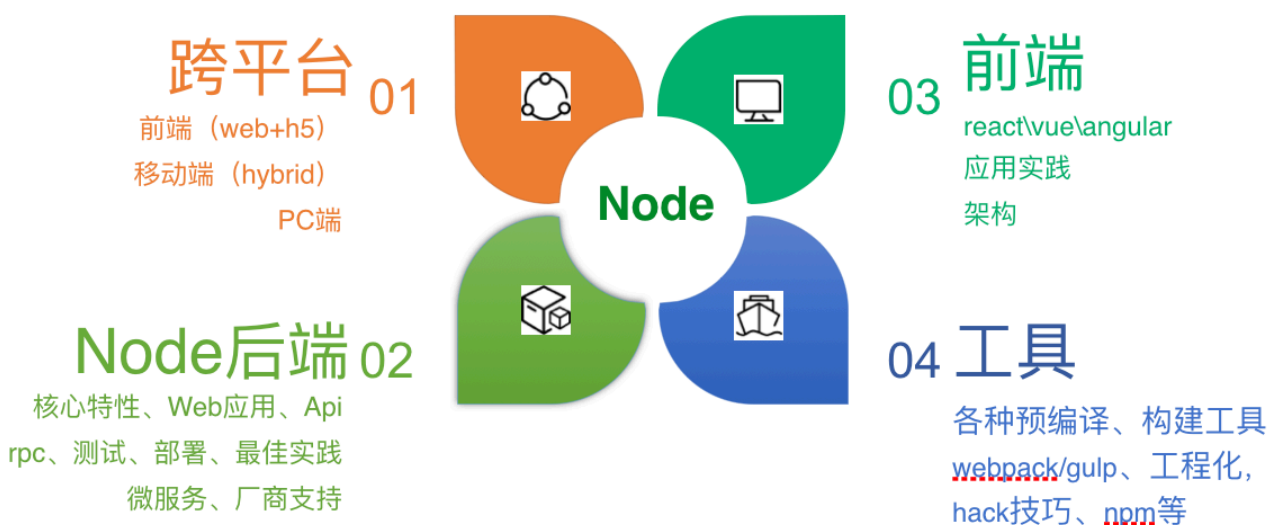 跨平台 01
前端（web+h5）
移动端（hybrid）
PC端
Node
03 前端
react\vue\angular
应用实践
架构
Node后端 02
核心特性、Web应用、Api
rpc、测试、部署、最佳实践
微服务、厂商支持
04 工具
各种预编译、构建工具
webpack/gulp、工程化,
hack技巧、npm等